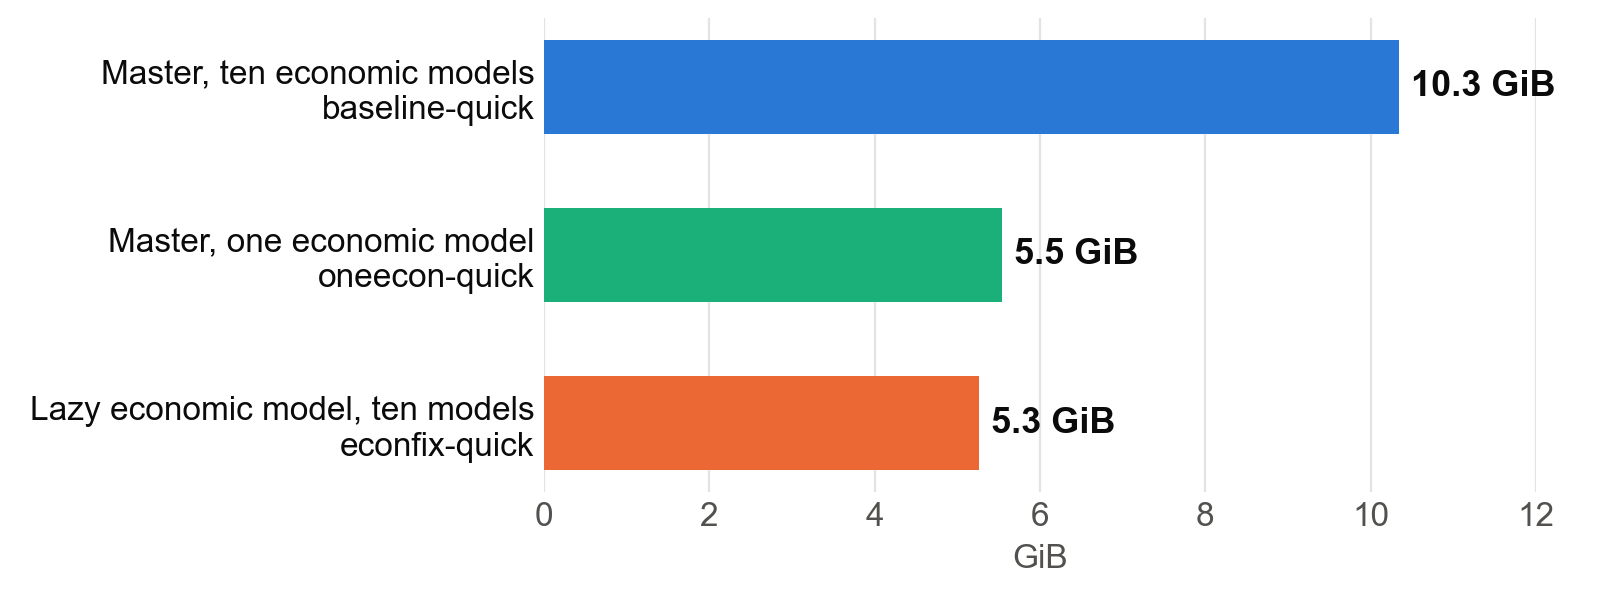 Master, ten economic models
baseline-quick
10.3 GiB
Master, one economic model
oneecon-quick
5.5 GiB
Lazy economic model, ten models
econfix-quick
5.3 GiB
0 2 4 6 8 10 12
GiB